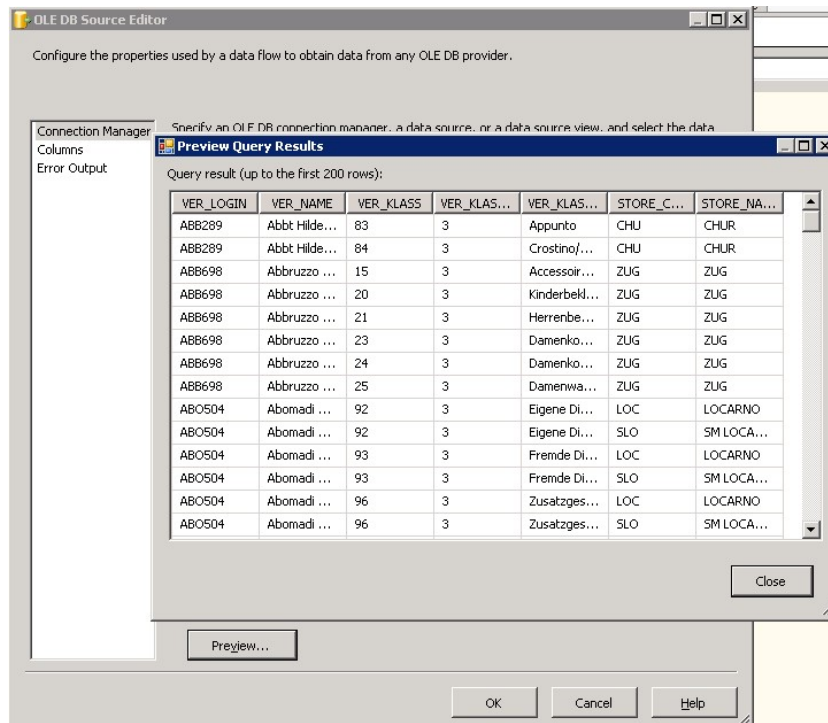 OLE DB Source Editor
Configure the properties used by a data flow to obtain data from any OLE DB provider.
Connection Manager
Columns
Error Output
Specify an OLE DB connection manager, a data source, or a data source view, and select the data
Preview Query Results
Query result (up to the first 200 rows):
VER_LOGIN VER_NAME VER_KLASS VER_KLAS... VER_KLAS... STORE_C... STORE_NA...
ABB289 Abbt Hilde... 83 3 Appunto CHU CHUR
ABB289 Abbt Hilde... 84 3 Crostino/... CHU CHUR
ABB698 Abbruzzo ... 15 3 Accessoir... ZUG ZUG
ABB698 Abbruzzo ... 20 3 Kinderbekl... ZUG ZUG
ABB698 Abbruzzo ... 21 3 Herrenbe... ZUG ZUG
ABB698 Abbruzzo ... 23 3 Damenko... ZUG ZUG
ABB698 Abbruzzo ... 24 3 Damenko... ZUG ZUG
ABB698 Abbruzzo ... 25 3 Damenwa... ZUG ZUG
ABO504 Abomadi ... 92 3 Eigene Di... LOC LOCARNO
ABO504 Abomadi ... 92 3 Eigene Di... SLO SM LOCA...
ABO504 Abomadi ... 93 3 Fremde Di... LOC LOCARNO
ABO504 Abomadi ... 93 3 Fremde Di... SLO SM LOCA...
ABO504 Abomadi ... 96 3 Zusatzges... LOC LOCARNO
ABO504 Abomadi ... 96 3 Zusatzges... SLO SM LOCA...
Close
Preview...
OK Cancel Help